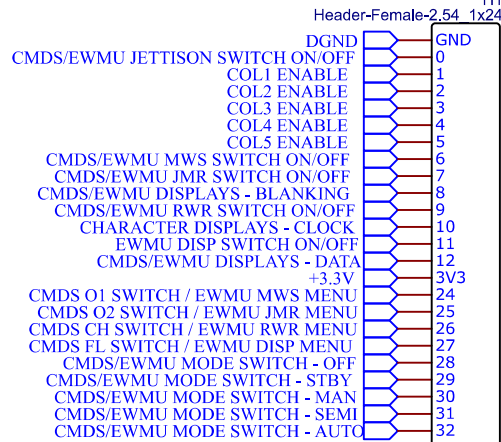 Header-Female-2.54_1x24
DGND GND
CMDS/EWMU JETTISON SWITCH ON/OFF 0
COL1 ENABLE 1
COL2 ENABLE 2
COL3 ENABLE 3
COL4 ENABLE 4
COL5 ENABLE 5
CMDS/EWMU MWS SWITCH ON/OFF 6
CMDS/EWMU JMR SWITCH ON/OFF 7
CMDS/EWMU DISPLAYS - BLANKING 8
CMDS/EWMU RWR SWITCH ON/OFF 9
CHARACTER DISPLAYS - CLOCK 10
EWMU DISP SWITCH ON/OFF 11
CMDS/EWMU DISPLAYS - DATA 12
+3.3V 3V3
CMDS O1 SWITCH / EWMU MWS MENU 24
CMDS O2 SWITCH / EWMU JMR MENU 25
CMDS CH SWITCH / EWMU RWR MENU 26
CMDS FL SWITCH / EWMU DISP MENU 27
CMDS/EWMU MODE SWITCH - OFF 28
CMDS/EWMU MODE SWITCH - STBY 29
CMDS/EWMU MODE SWITCH - MAN 30
CMDS/EWMU MODE SWITCH - SEMI 31
CMDS/EWMU MODE SWITCH - AUTO 32